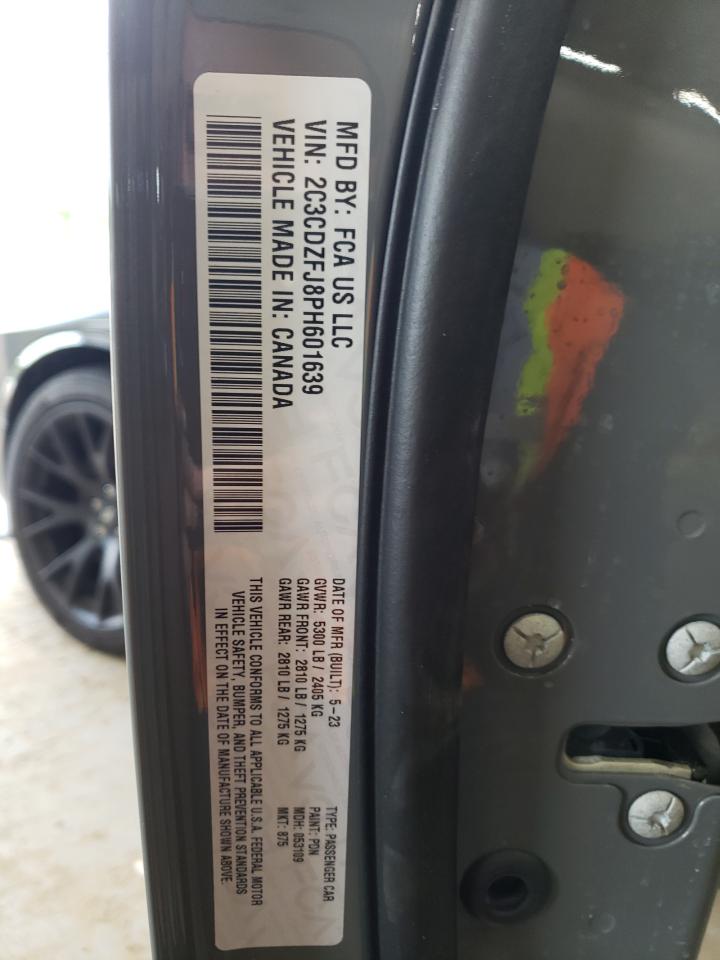 MFD BY: FCA US LLC
VIN: 2C3CDZFJ8PH601639
VEHICLE MADE IN: CANADA
DATE OF MFR (BUILT): 5-23
GVWR: 5300 LB / 2405 KG
GAWR FRONT: 2810 LB / 1275 KG
GAWR REAR: 2810 LB / 1275 KG
THIS VEHICLE CONFORMS TO ALL APPLICABLE U.S.A. FEDERAL MOTOR
VEHICLE SAFETY, BUMPER, AND THEFT PREVENTION STANDARDS
IN EFFECT ON THE DATE OF MANUFACTURE SHOWN ABOVE.
TYPE: PASSENGER CAR
PAINT: PDN
MDH: 053109
MKT: 875